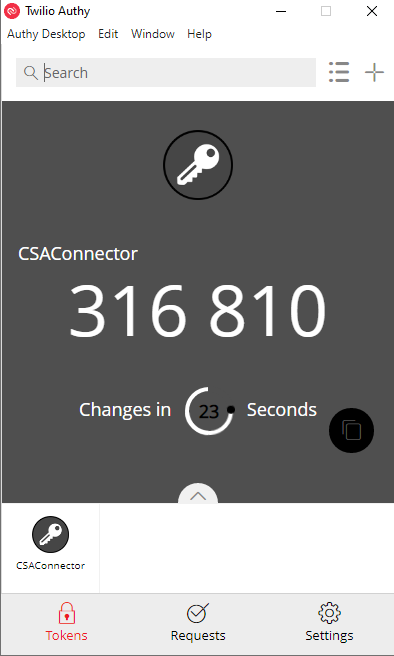 Twilio Authy
Authy Desktop Edit Window Help
Search
CSAConnector
316 810
Changes in 23 Seconds
CSAConnector
Tokens Requests Settings